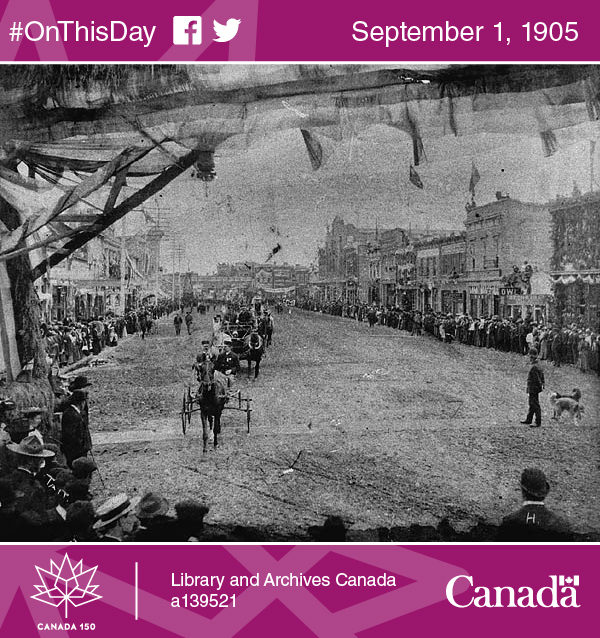 #OnThisDay
September 1, 1905
H
CANADA 150
Library and Archives Canada
a139521
Canada